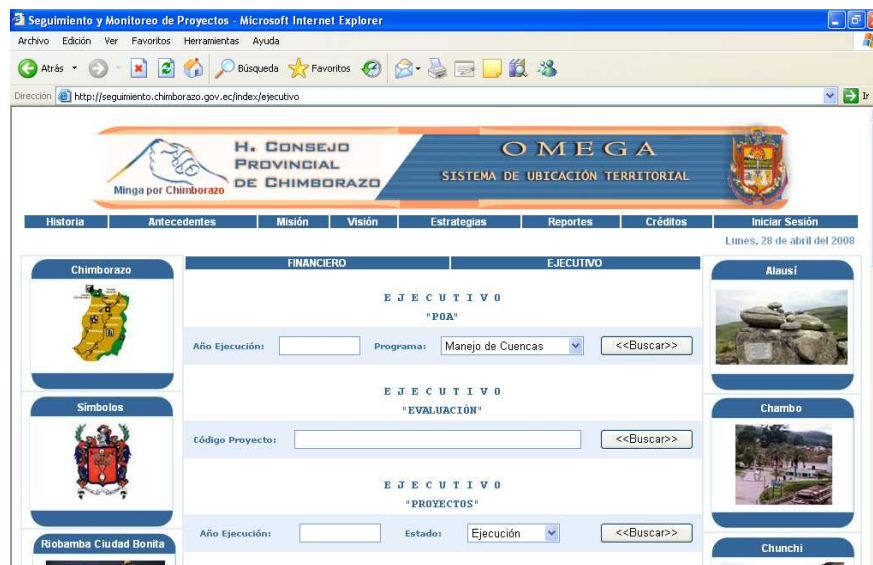 Seguimiento y Monitoreo de Proyectos - Microsoft Internet Explorer
Archivo Edición Ver Favoritos Herramientas Ayuda
Atrás Búsqueda Favoritos
Dirección http://seguimiento.chimborazo.gov.ec/index/ejecutivo Ir
Minga por Chimborazo
H. CONSEJO
PROVINCIAL
DE CHIMBORAZO
OMEGA
SISTEMA DE UBICACIÓN TERRITORIAL
Historia Antecedentes Misión Visión Estrategias Reportes Créditos Iniciar Sesión
Lunes, 28 de abril del 2008
Chimborazo
FINANCIERO EJECUTIVO
Alausí
E J E C U T I V O
"POA"
Año Ejecución: Programa: Manejo de Cuencas <<Buscar>>
E J E C U T I V O
"EVALUACIÓN"
Símbolos
Chambo
Código Proyecto: <<Buscar>>
E J E C U T I V O
"PROYECTOS"
Año Ejecución: Estado: Ejecución <<Buscar>>
Riobamba Ciudad Bonita
Chunchi